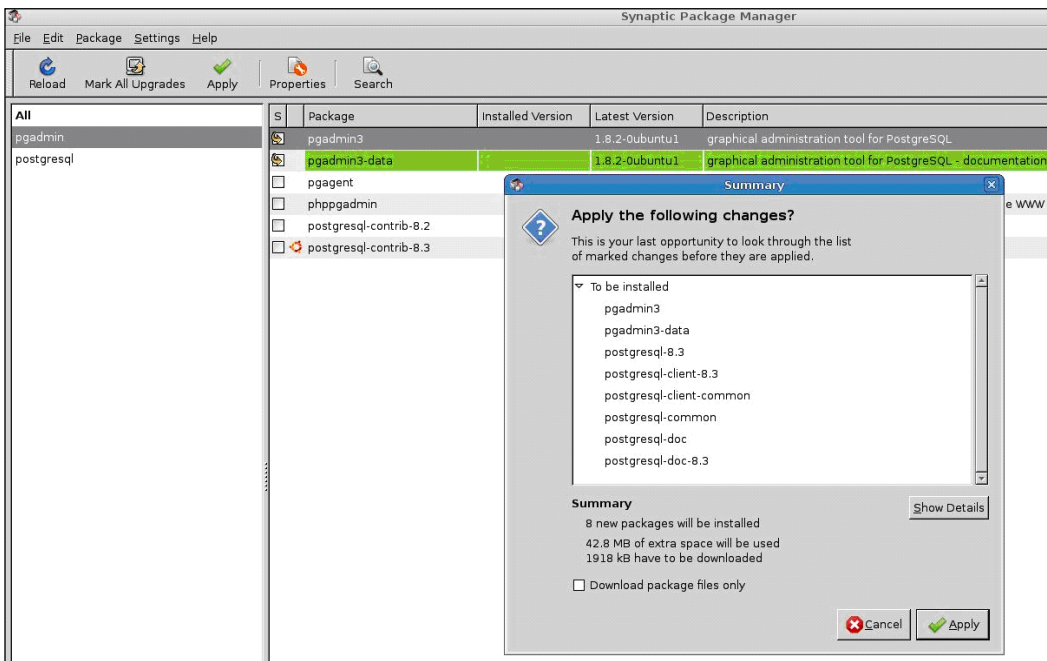 Synaptic Package Manager
File Edit Package Settings Help
Reload Mark All Upgrades Apply Properties Search
All
pgadmin
postgresql
S Package Installed Version Latest Version Description
pgadmin3 1.8.2-0ubuntu1 graphical administration tool for PostgreSQL
pgadmin3-data 1.8.2-0ubuntu1 graphical administration tool for PostgreSQL - documentation
pgagent
phppgadmin e WWW
postgresql-contrib-8.2
postgresql-contrib-8.3
Summary
Apply the following changes?
This is your last opportunity to look through the list
of marked changes before they are applied.
To be installed
pgadmin3
pgadmin3-data
postgresql-8.3
postgresql-client-8.3
postgresql-client-common
postgresql-common
postgresql-doc
postgresql-doc-8.3
Summary
Show Details
8 new packages will be installed
42.8 MB of extra space will be used
1918 kB have to be downloaded
Download package files only
Cancel Apply